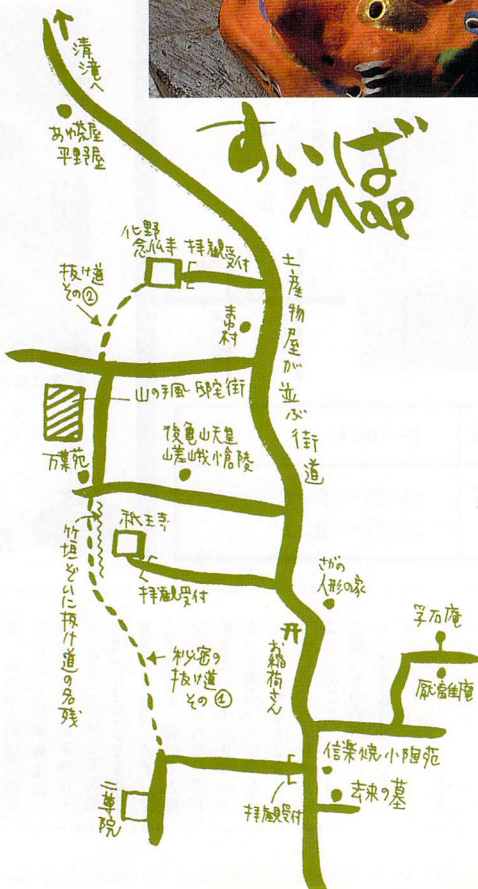 清滝へ
あゆ茶屋
平野屋
すいば
Map
化野
念仏寺
拝観受付
抜け道
その②
土産物屋が並ぶ街道
山の手風 邸宅街
後亀山天皇
嵯峨小倉陵
万葉苑
祇王寺
拝観受付
竹垣ぞいに抜け道の名残
さがの
人形の家
お稲荷さん
秘密の
抜け道
その①
厭離庵
信楽焼 小陶苑
去来の墓
拝観受付
二尊院